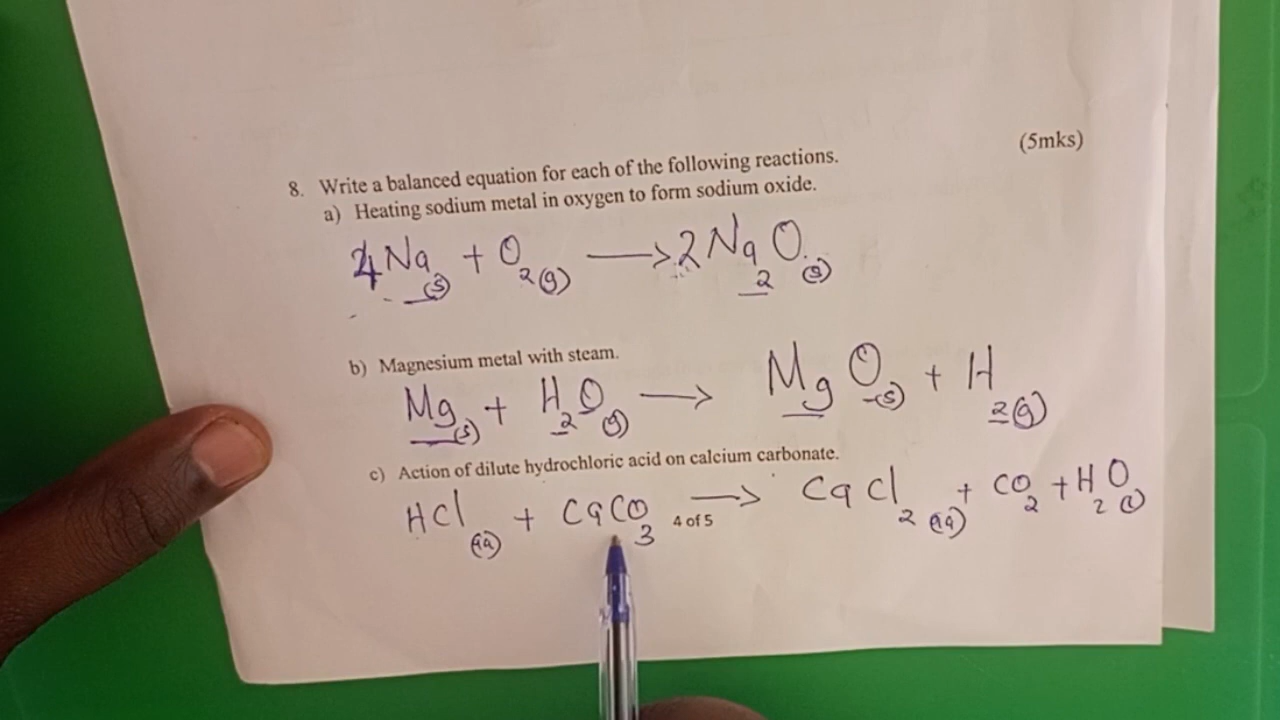 (5mks)
8. Write a balanced equation for each of the following reactions.
a) Heating sodium metal in oxygen to form sodium oxide.
4Na(s) + O2(g) → 2Na2O(s)
b) Magnesium metal with steam.
Mg(s) + H2O(g) → MgO(s) + H2(g)
c) Action of dilute hydrochloric acid on calcium carbonate.
HCl(aq) + CaCO3 → CaCl2(aq) + CO2 + H2O(l)
4 of 5